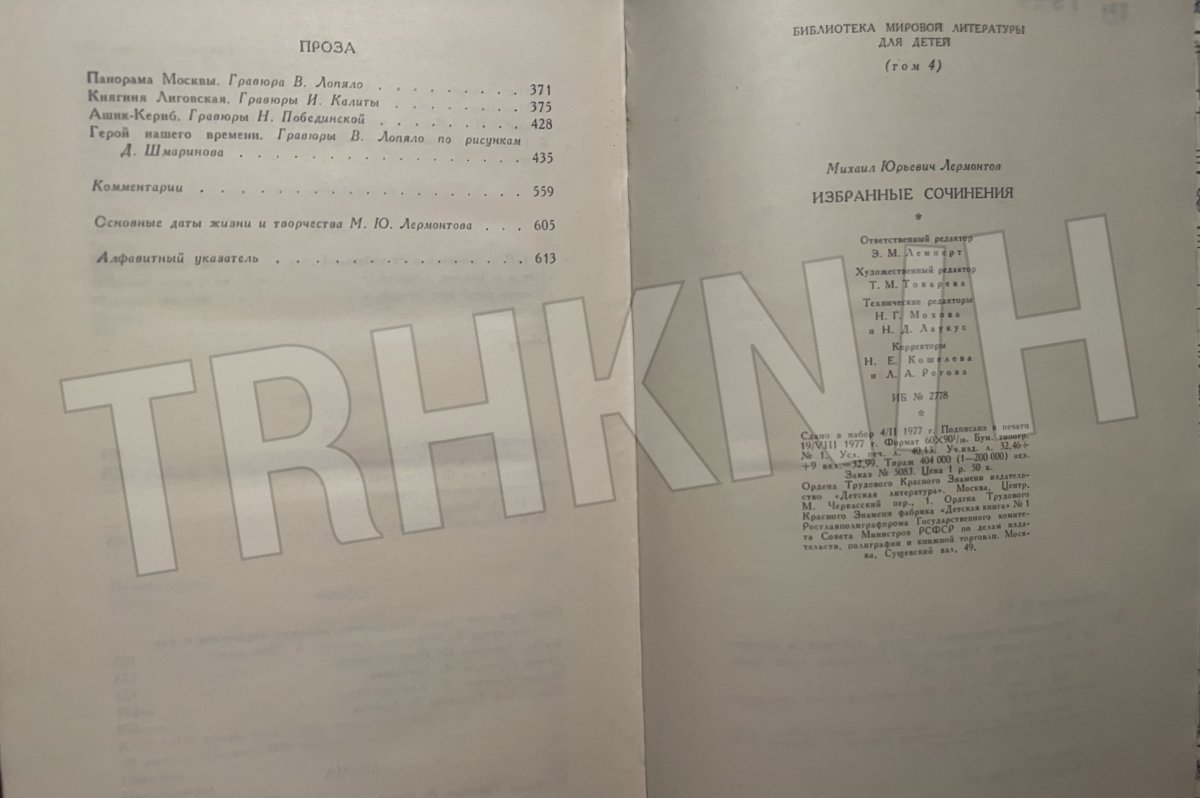 ПРОЗА
Панорама Москвы. Гравюра В. Лопяло . . . . . . . . 371
Княгиня Лиговская. Гравюры И. Калиты . . . . . . . 375
Ашик-Кериб. Гравюры Н. Побединской . . . . . . . . 428
Герой нашего времени. Гравюры В. Лопяло по рисункам
Д. Шмаринова . . . . . . . . . . . . . . . . 435
Комментарии . . . . . . . . . . . . . . . . . . 559
Основные даты жизни и творчества М. Ю. Лермонтова . . . 605
Алфавитный указатель . . . . . . . . . . . . . . 613
БИБЛИОТЕКА МИРОВОЙ ЛИТЕРАТУРЫ
ДЛЯ ДЕТЕЙ
(том 4)
Михаил Юрьевич Лермонтов
ИЗБРАННЫЕ СОЧИНЕНИЯ
*
Ответственный редактор
Э. М. Лемперт
Художественный редактор
Т. М. Токарева
Технические редакторы
Н. Г. Мохова
и Н. Д. Лаукус
Корректоры
Н. Е. Кошелева
и Л. А. Рогова
ИБ № 2778
*
Сдано в набор 4/II 1977 г. Подписано к печати
19/VIII 1977 г. Формат 60×90¹/₁₆. Бум. типогр.
№ 1. Усл. печ. л. 40,13. Уч.изд. л. 32,46+
+9 вкл.=32,99. Тираж 404 000 (1—200 000) экз.
Заказ № 5083. Цена 1 р. 50 к.
Ордена Трудового Красного Знамени издатель-
ство «Детская литература». Москва, Центр,
М. Черкасский пер., 1. Ордена Трудового
Красного Знамени фабрика «Детская книга» № 1
Росглавполиграфпрома Государственного комите-
та Совета Министров РСФСР по делам изда-
тельств, полиграфии и книжной торговли. Моск-
ва, Сущевский вал, 49.
TRHKNIH